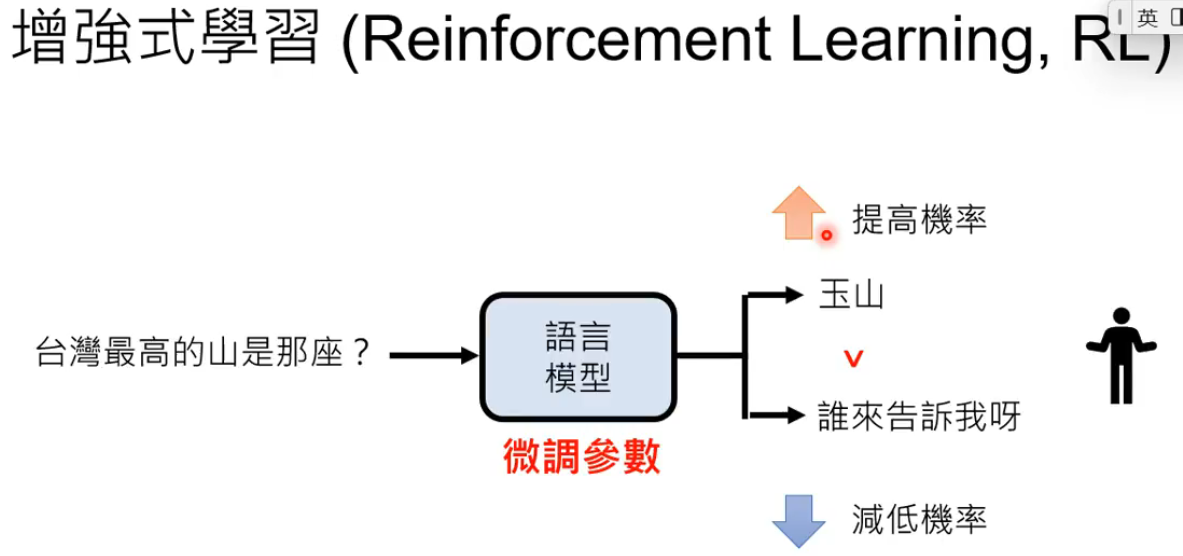 增強式學習 (Reinforcement Learning, RL)
英
提高機率
玉山
台灣最高的山是那座？
語言
模型
v
誰來告訴我呀
微調參數
減低機率